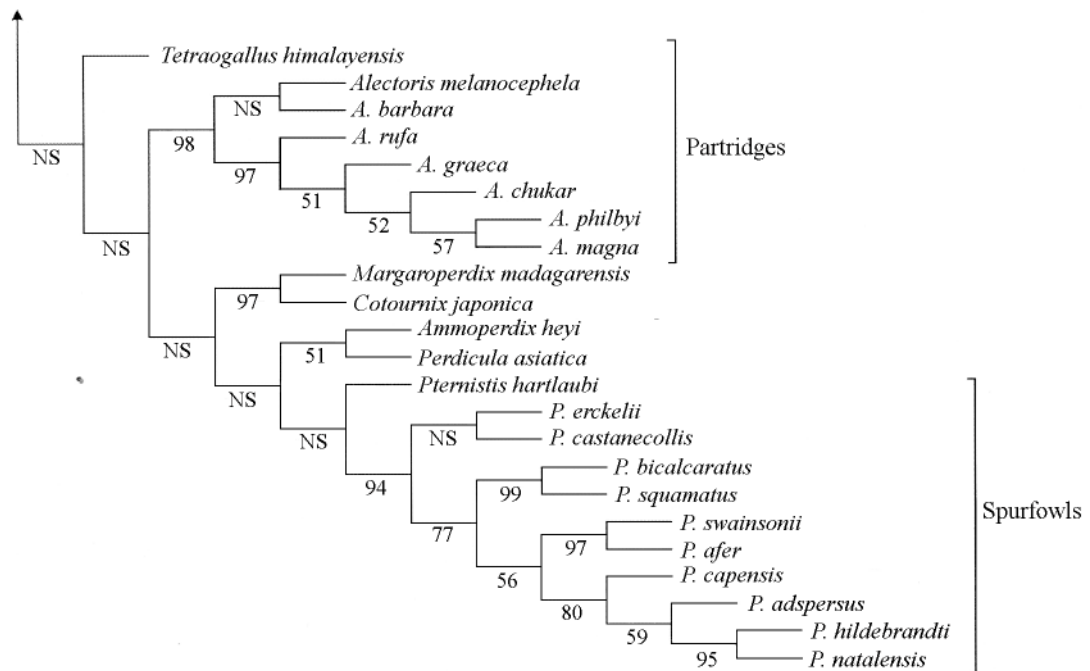 Tetraogallus himalayensis
Alectoris melanocephela
NS
A. barbara
98
A. rufa
Partridges
NS
97
A. graeca
51
A. chukar
52
A. philbyi
NS
57
A. magna
Margaroperdix madagarensis
97
Cotournix japonica
Ammoperdix heyi
NS
51
Perdicula asiatica
Pternistis hartlaubi
NS
P. erckelii
NS
NS
P. castanecollis
P. bicalcaratus
94
99
P. squamatus
Spurfowls
77
P. swainsonii
97
P. afer
56
P. capensis
80
P. adspersus
59
P. hildebrandti
95
P. natalensis